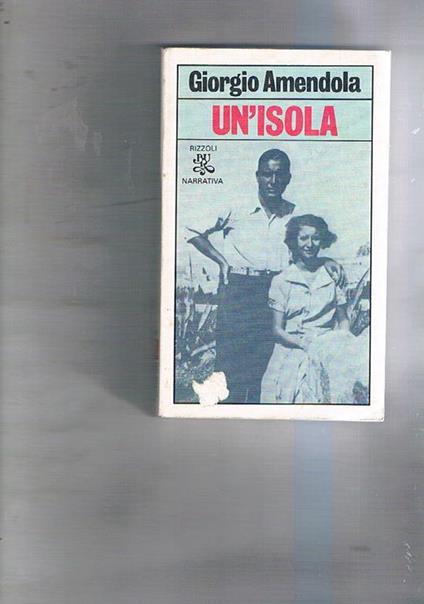 Giorgio Amendola
UN'ISOLA
RIZZOLI
BUR
NARRATIVA